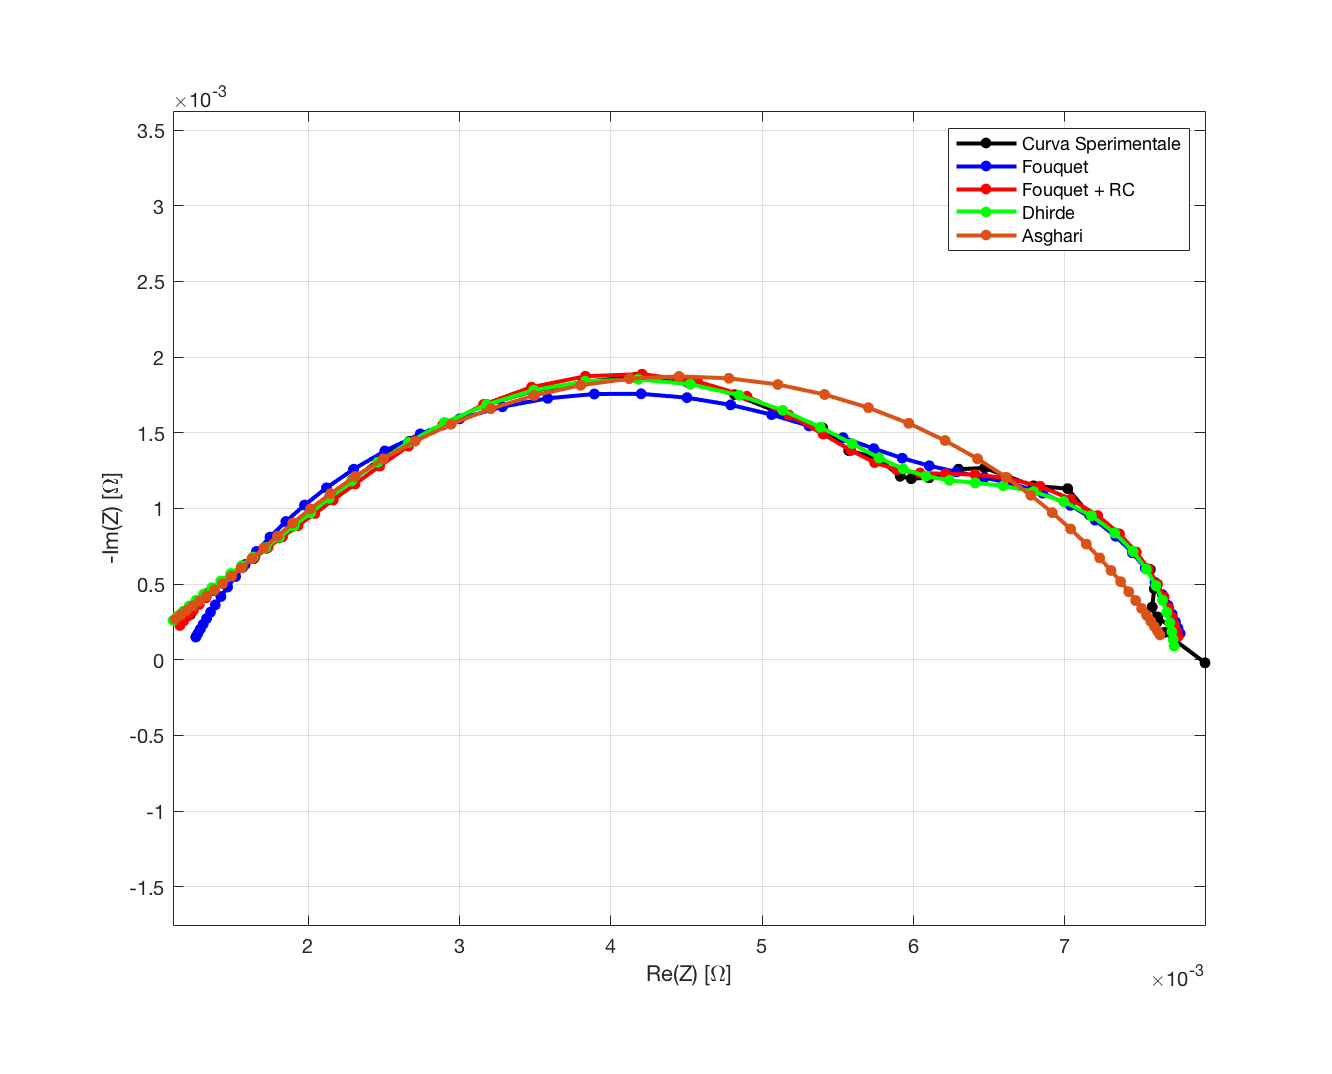 ×10⁻³
3.5
3
2.5
2
1.5
1
0.5
0
-0.5
-1
-1.5
-Im(Z) [Ω]
Curva Sperimentale
Fouquet
Fouquet + RC
Dhirde
Asghari
2 3 4 5 6 7
Re(Z) [Ω]
×10⁻³